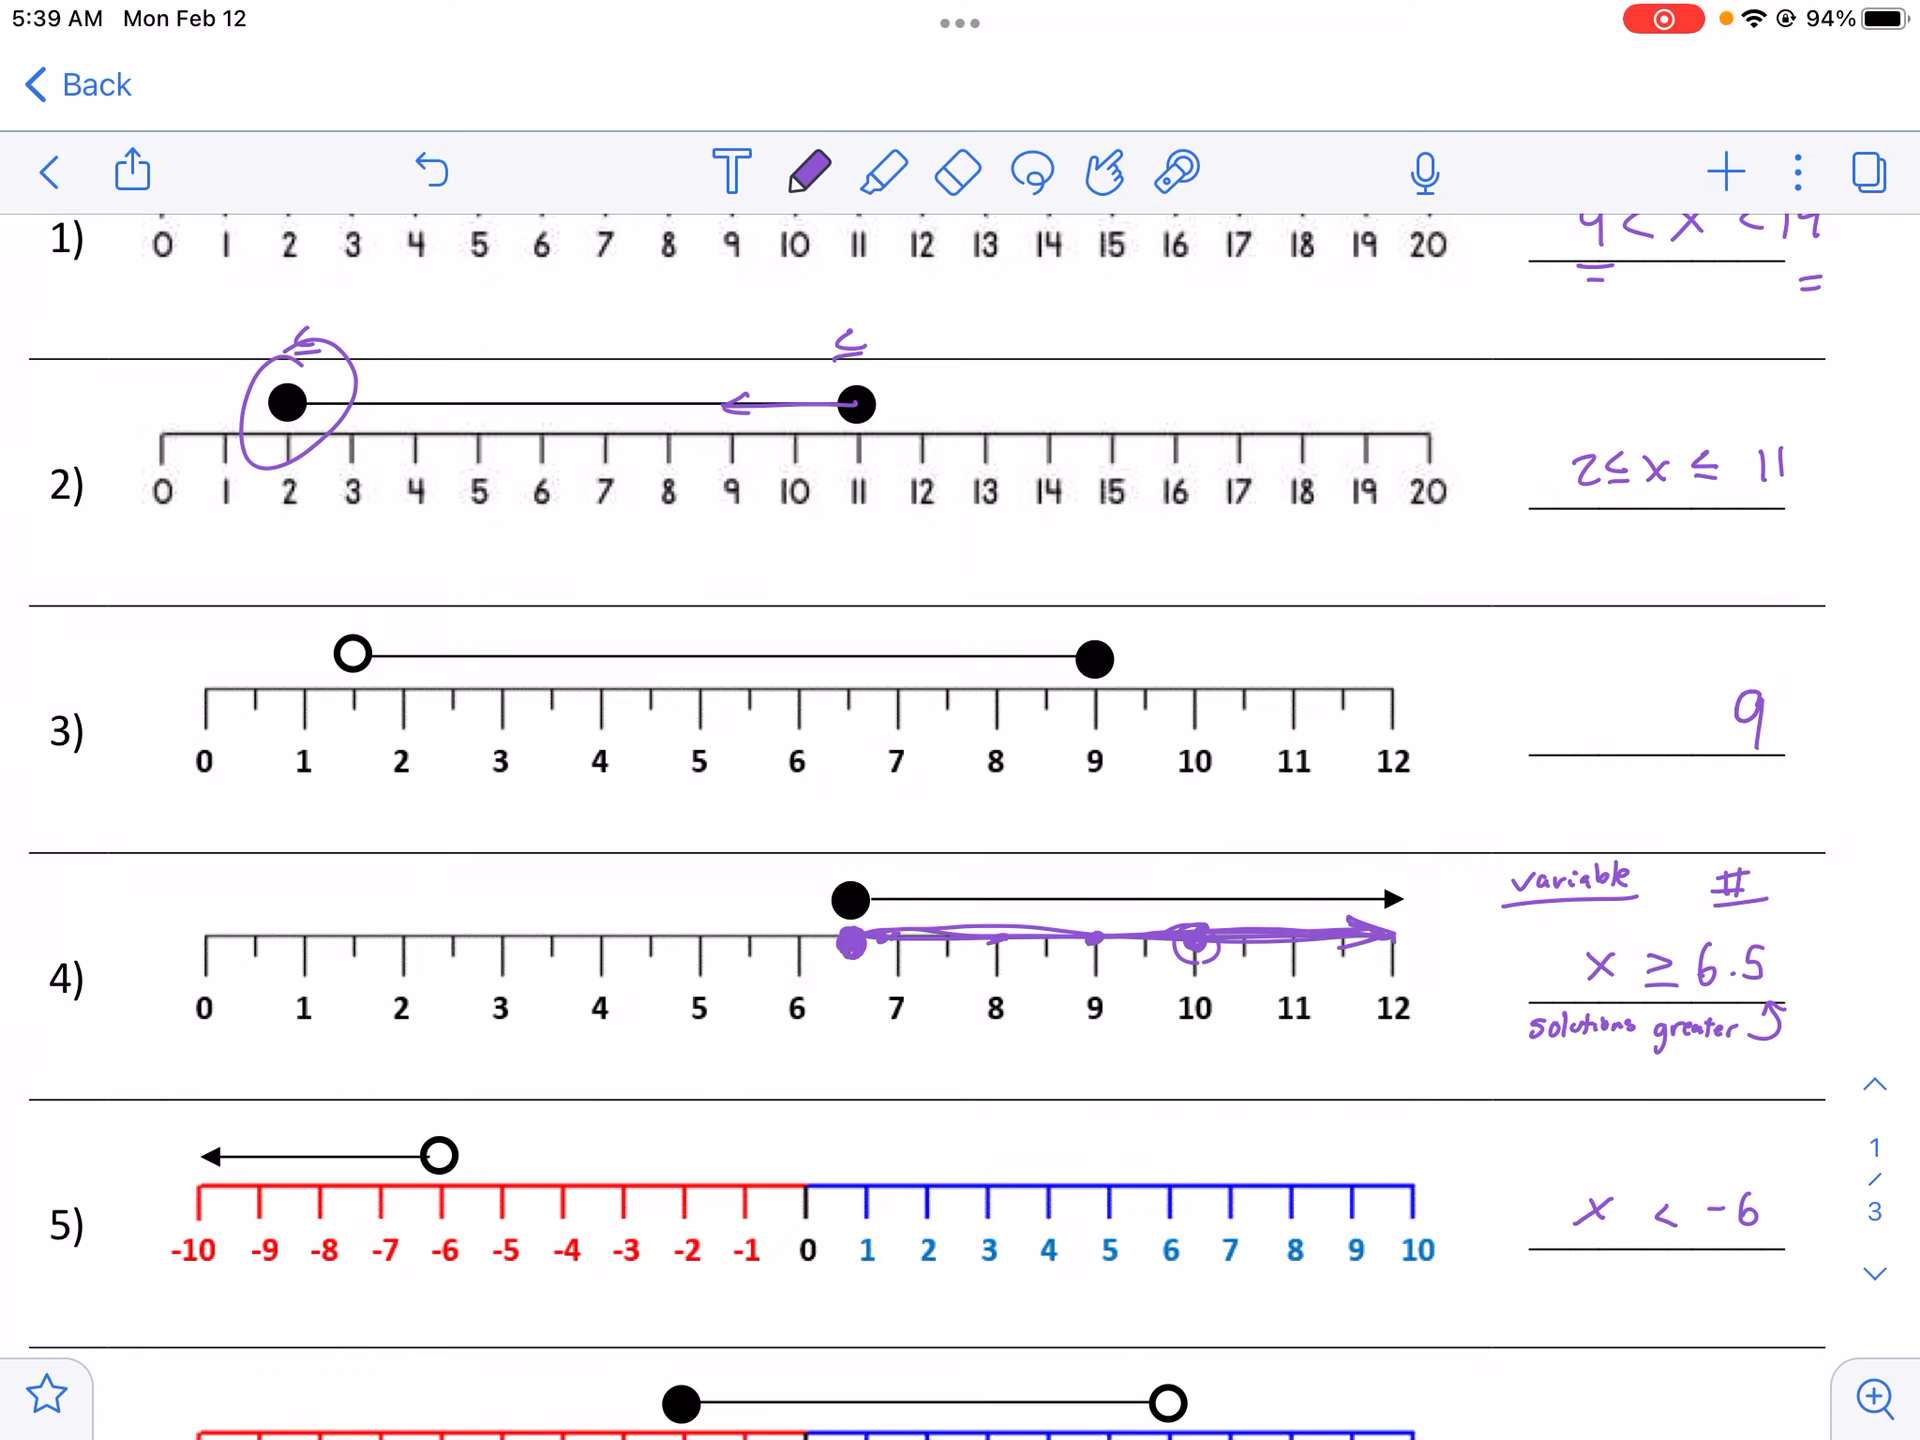 5:39 AM Mon Feb 12 94%
Back
1) 0 1 2 3 4 5 6 7 8 9 10 11 12 13 14 15 16 17 18 19 20
< x <
= =
≤ ≤
2) 0 1 2 3 4 5 6 7 8 9 10 11 12 13 14 15 16 17 18 19 20 2 ≤ x ≤ 11
3) 0 1 2 3 4 5 6 7 8 9 10 11 12 9
variable #
4) 0 1 2 3 4 5 6 7 8 9 10 11 12 x ≥ 6.5
solutions greater
5) -10 -9 -8 -7 -6 -5 -4 -3 -2 -1 0 1 2 3 4 5 6 7 8 9 10 x < -6
1
/
3